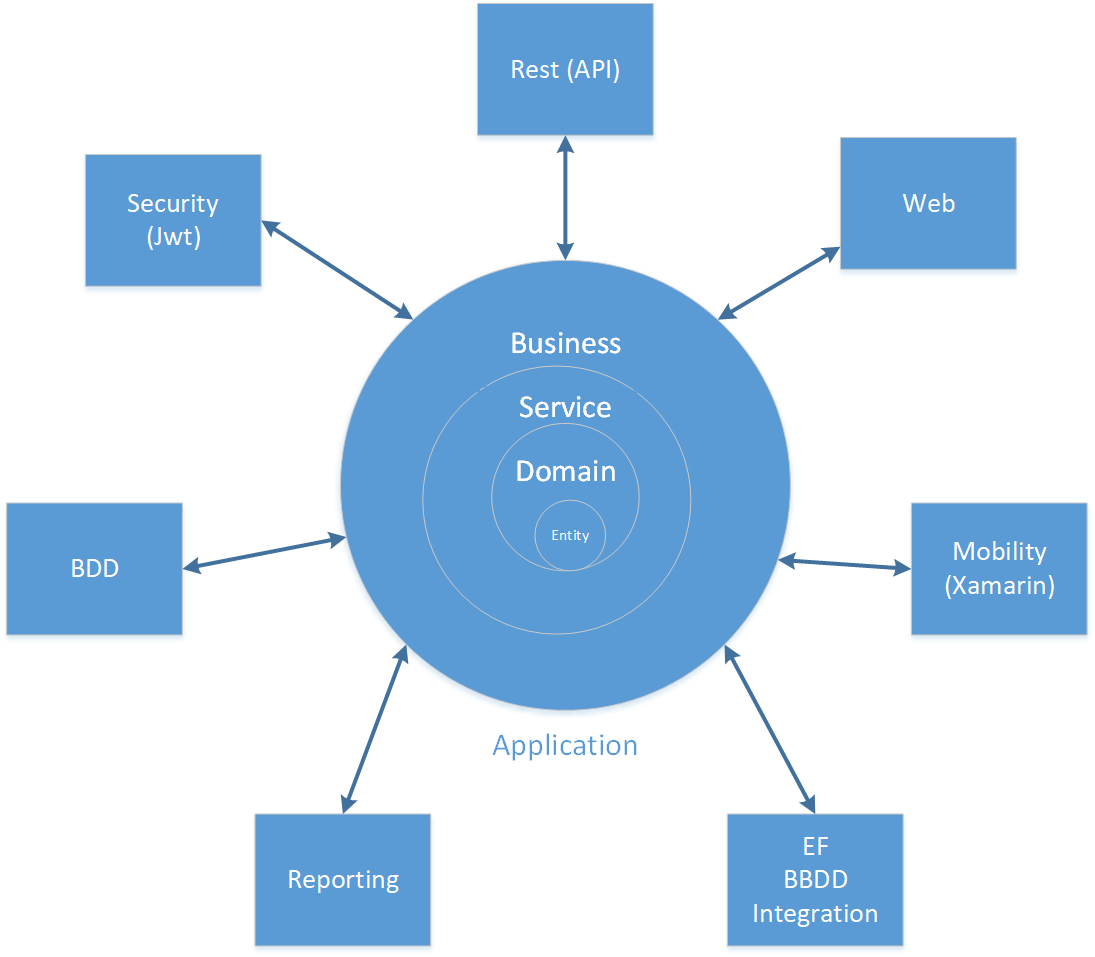 Rest (API)
Security
(Jwt)
Web
Business
Service
Domain
Entity
BDD
Mobility
(Xamarin)
Application
Reporting
EF
BBDD
Integration